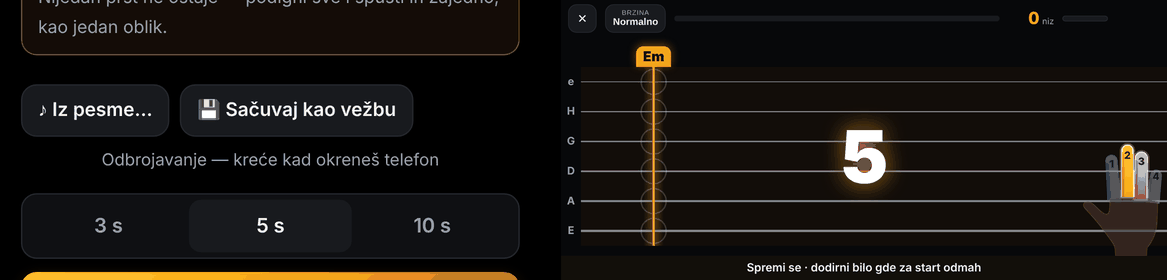 kao jedan oblik.
♪ Iz pesme...
💾 Sačuvaj kao vežbu
Odbrojavanje — kreće kad okreneš telefon
3 s
5 s
10 s
×
BRZINA
Normalno
0 niz
Em
e
H
G
D
A
E
5
1
2
3
4
Spremi se · dodirni bilo gde za start odmah